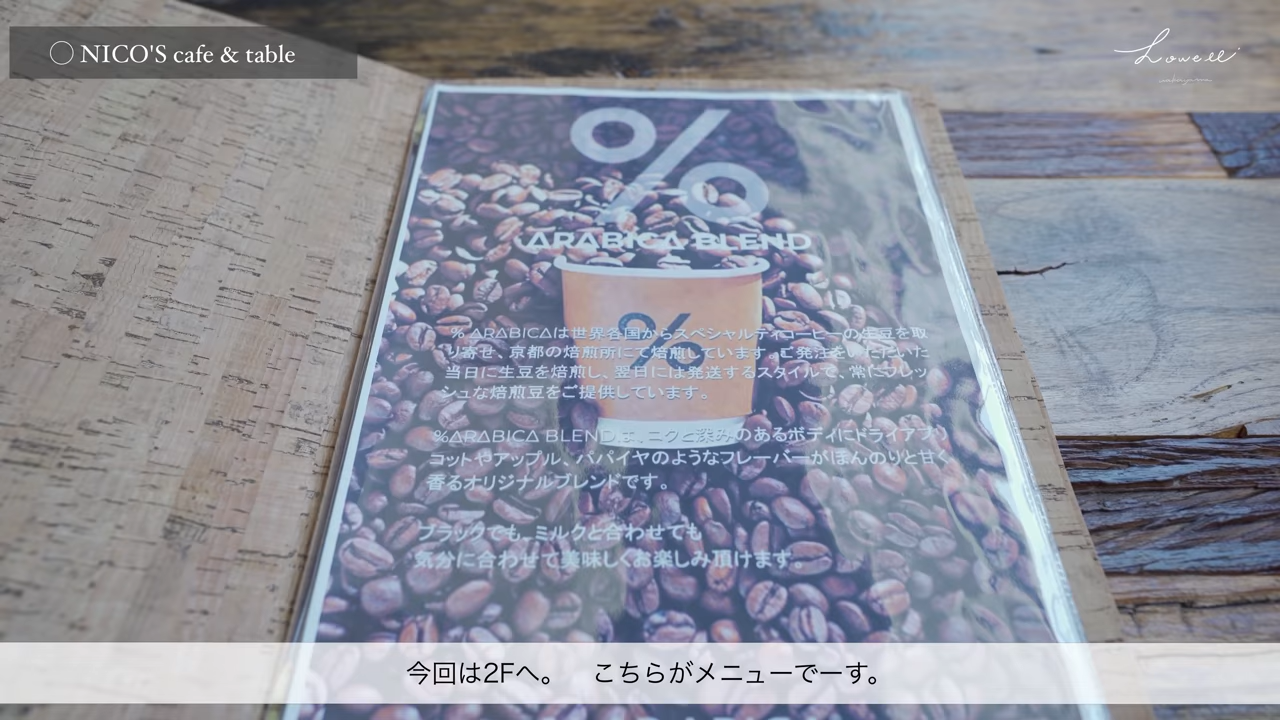 ○ NICO'S cafe & table
Lowell
%
ARABICA BLEND
%
% ARABICAは世界各国からスペシャルティコーヒーの生豆を取
り寄せ、京都の焙煎所にて焙煎しています。ご発注をいただいた
当日に生豆を焙煎し、翌日には発送するスタイルで、常にフレッ
シュな焙煎豆をご提供しています。
%ARABICA BLENDは、コクと深みのあるボディにドライアプリ
コットやアップル、パパイヤのようなフレーバーがほんのりと甘く
香るオリジナルブレンドです。
ブラックでも、ミルクと合わせても
気分に合わせて美味しくお楽しみ頂けます。
今回は2Fへ。 こちらがメニューでーす。